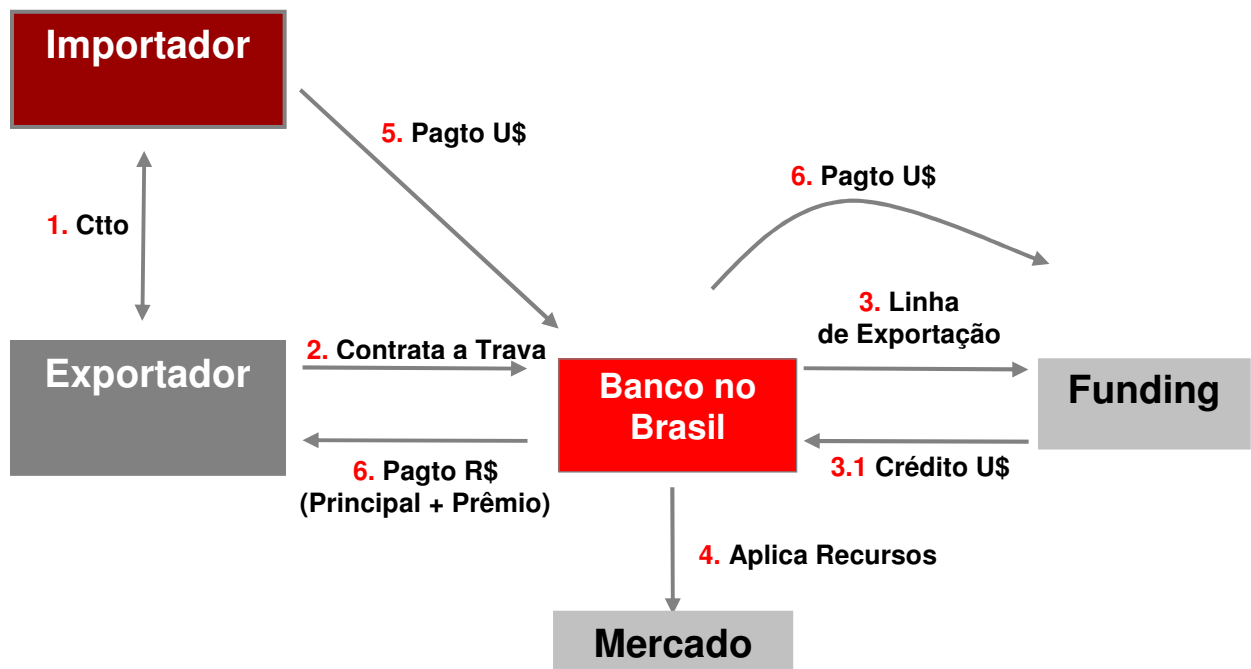 Importador
5. Pagto U$
6. Pagto U$
1. Ctto
3. Linha
de Exportação
2. Contrata a Trava
Exportador
Banco no
Brasil
Funding
6. Pagto R$
(Principal + Prêmio)
3.1 Crédito U$
4. Aplica Recursos
Mercado